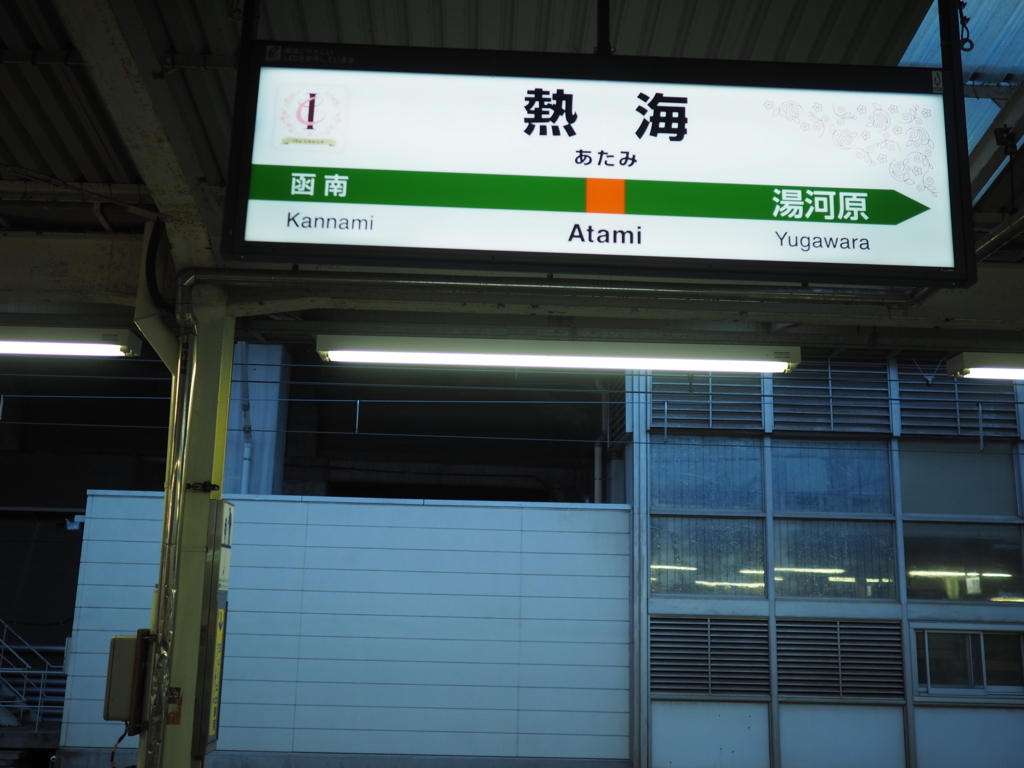 熱海
あたみ
函南
湯河原
Kannami
Atami
Yugawara